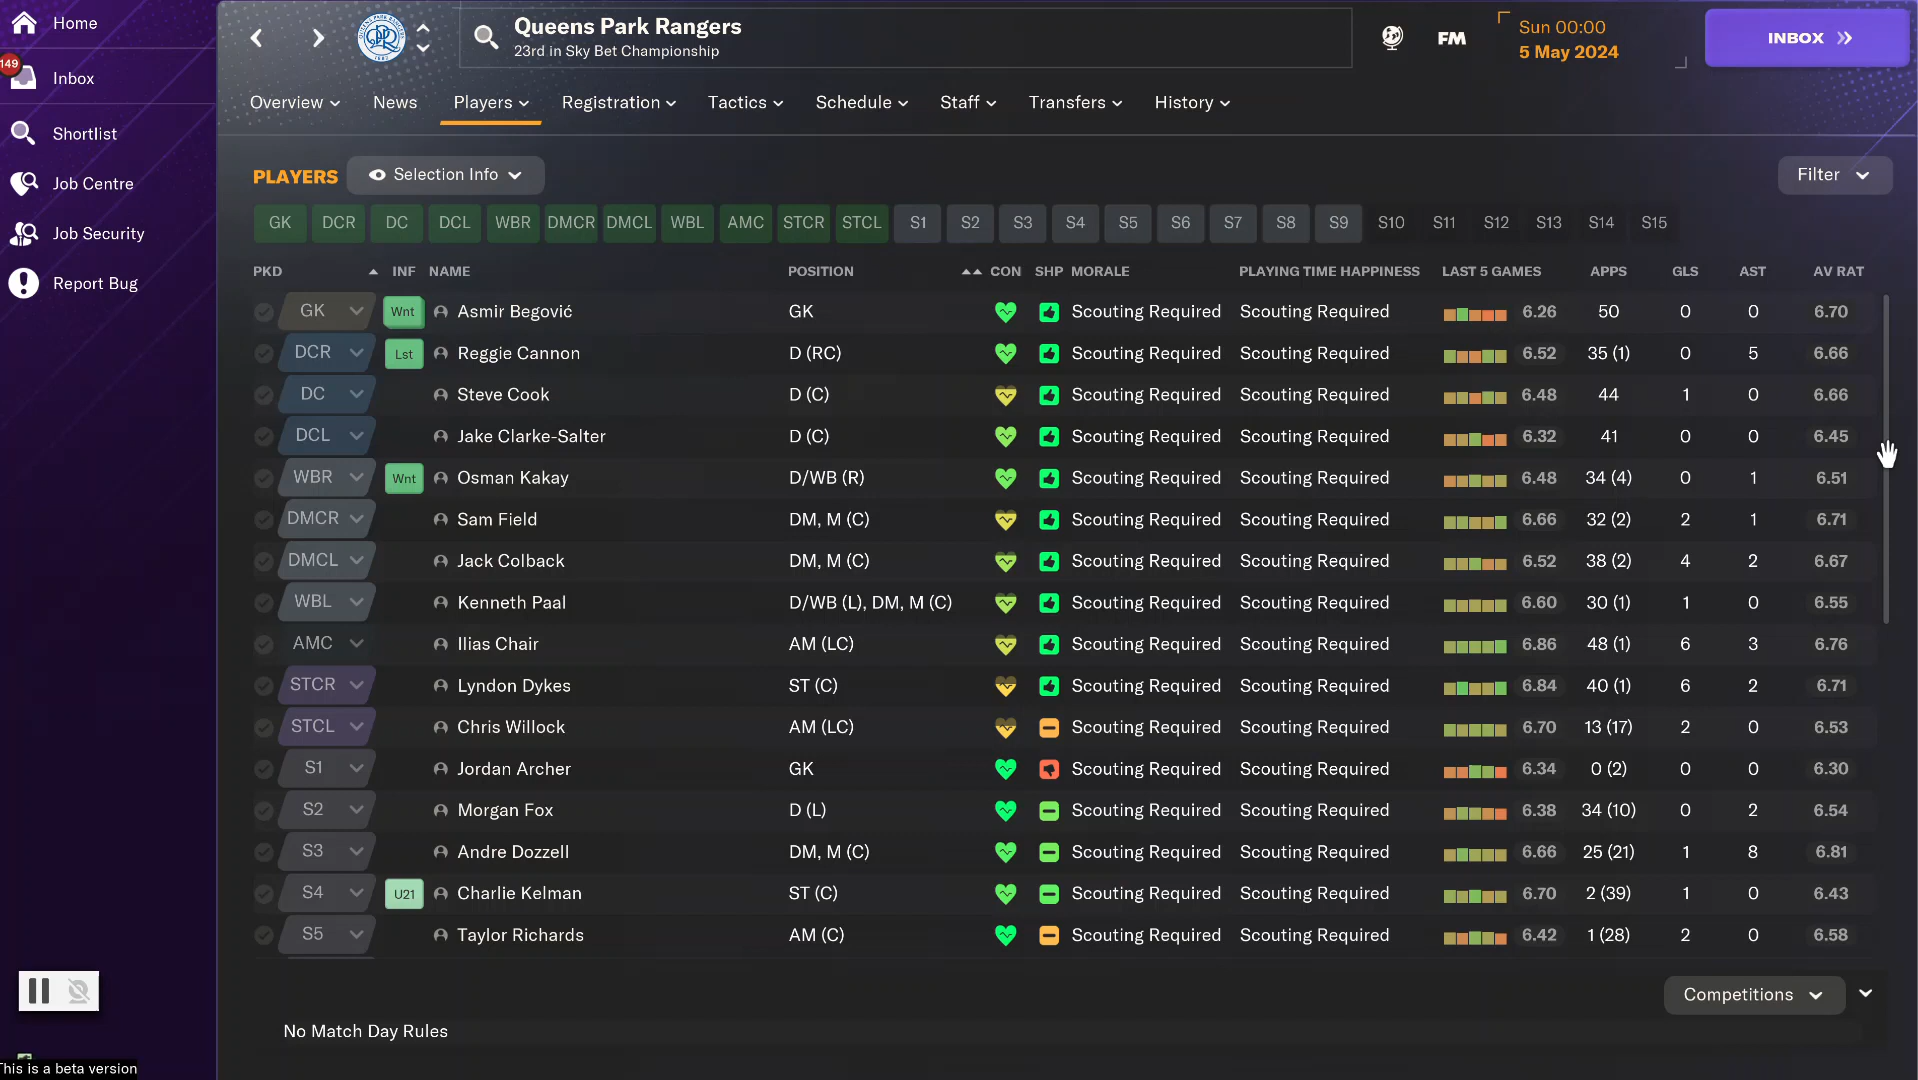 Home
149
Inbox
Shortlist
Job Centre
Job Security
Report Bug
This is a beta version
Queens Park Rangers
23rd in Sky Bet Championship
FM
Sun 00:00
5 May 2024
INBOX
Overview News Players Registration Tactics Schedule Staff Transfers History
PLAYERS Selection Info Filter
GK DCR DC DCL WBR DMCR DMCL WBL AMC STCR STCL S1 S2 S3 S4 S5 S6 S7 S8 S9 S10 S11 S12 S13 S14 S15
PKD INF NAME POSITION CON SHP MORALE PLAYING TIME HAPPINESS LAST 5 GAMES APPS GLS AST AV RAT
GK Wnt Asmir Begović GK Scouting Required Scouting Required 6.26 50 0 0 6.70
DCR Lst Reggie Cannon D (RC) Scouting Required Scouting Required 6.52 35 (1) 0 5 6.66
DC Steve Cook D (C) Scouting Required Scouting Required 6.48 44 1 0 6.66
DCL Jake Clarke-Salter D (C) Scouting Required Scouting Required 6.32 41 0 0 6.45
WBR Wnt Osman Kakay D/WB (R) Scouting Required Scouting Required 6.48 34 (4) 0 1 6.51
DMCR Sam Field DM, M (C) Scouting Required Scouting Required 6.66 32 (2) 2 1 6.71
DMCL Jack Colback DM, M (C) Scouting Required Scouting Required 6.52 38 (2) 4 2 6.67
WBL Kenneth Paal D/WB (L), DM, M (C) Scouting Required Scouting Required 6.60 30 (1) 1 0 6.55
AMC Ilias Chair AM (LC) Scouting Required Scouting Required 6.86 48 (1) 6 3 6.76
STCR Lyndon Dykes ST (C) Scouting Required Scouting Required 6.84 40 (1) 6 2 6.71
STCL Chris Willock AM (LC) Scouting Required Scouting Required 6.70 13 (17) 2 0 6.53
S1 Jordan Archer GK Scouting Required Scouting Required 6.34 0 (2) 0 0 6.30
S2 Morgan Fox D (L) Scouting Required Scouting Required 6.38 34 (10) 0 2 6.54
S3 Andre Dozzell DM, M (C) Scouting Required Scouting Required 6.66 25 (21) 1 8 6.81
S4 U21 Charlie Kelman ST (C) Scouting Required Scouting Required 6.70 2 (39) 1 0 6.43
S5 Taylor Richards AM (C) Scouting Required Scouting Required 6.42 1 (28) 2 0 6.58
Competitions
No Match Day Rules